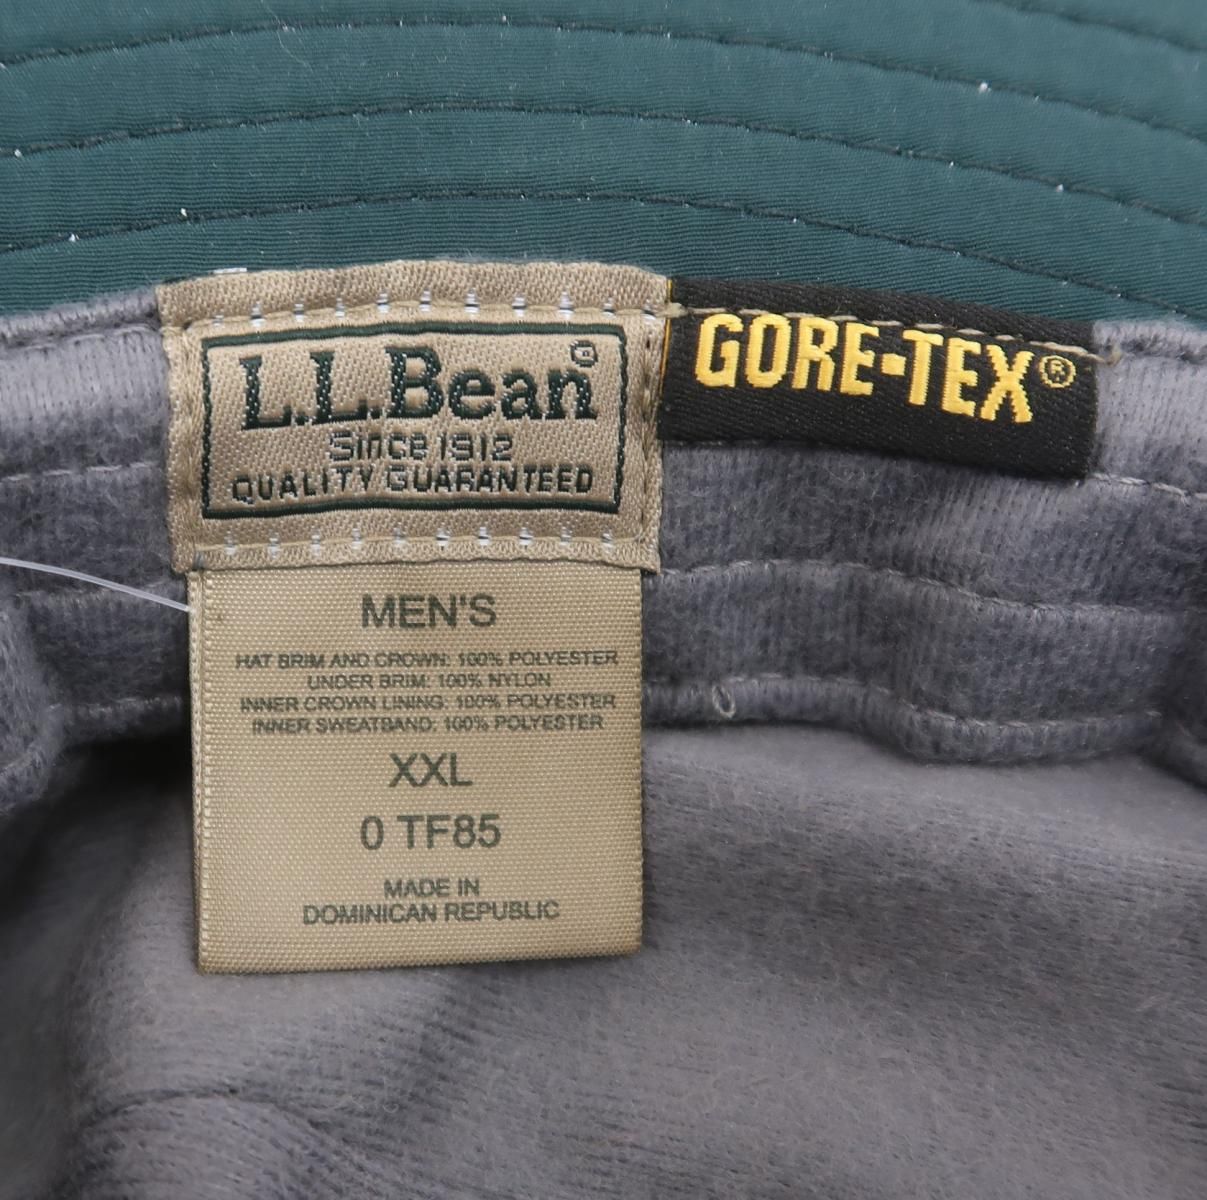 L.L.Bean®
Since 1912
QUALITY GUARANTEED
GORE-TEX®
MEN'S
HAT BRIM AND CROWN: 100% POLYESTER
UNDER BRIM: 100% NYLON
INNER CROWN LINING: 100% POLYESTER
INNER SWEATBAND: 100% POLYESTER
XXL
0 TF85
MADE IN
DOMINICAN REPUBLIC